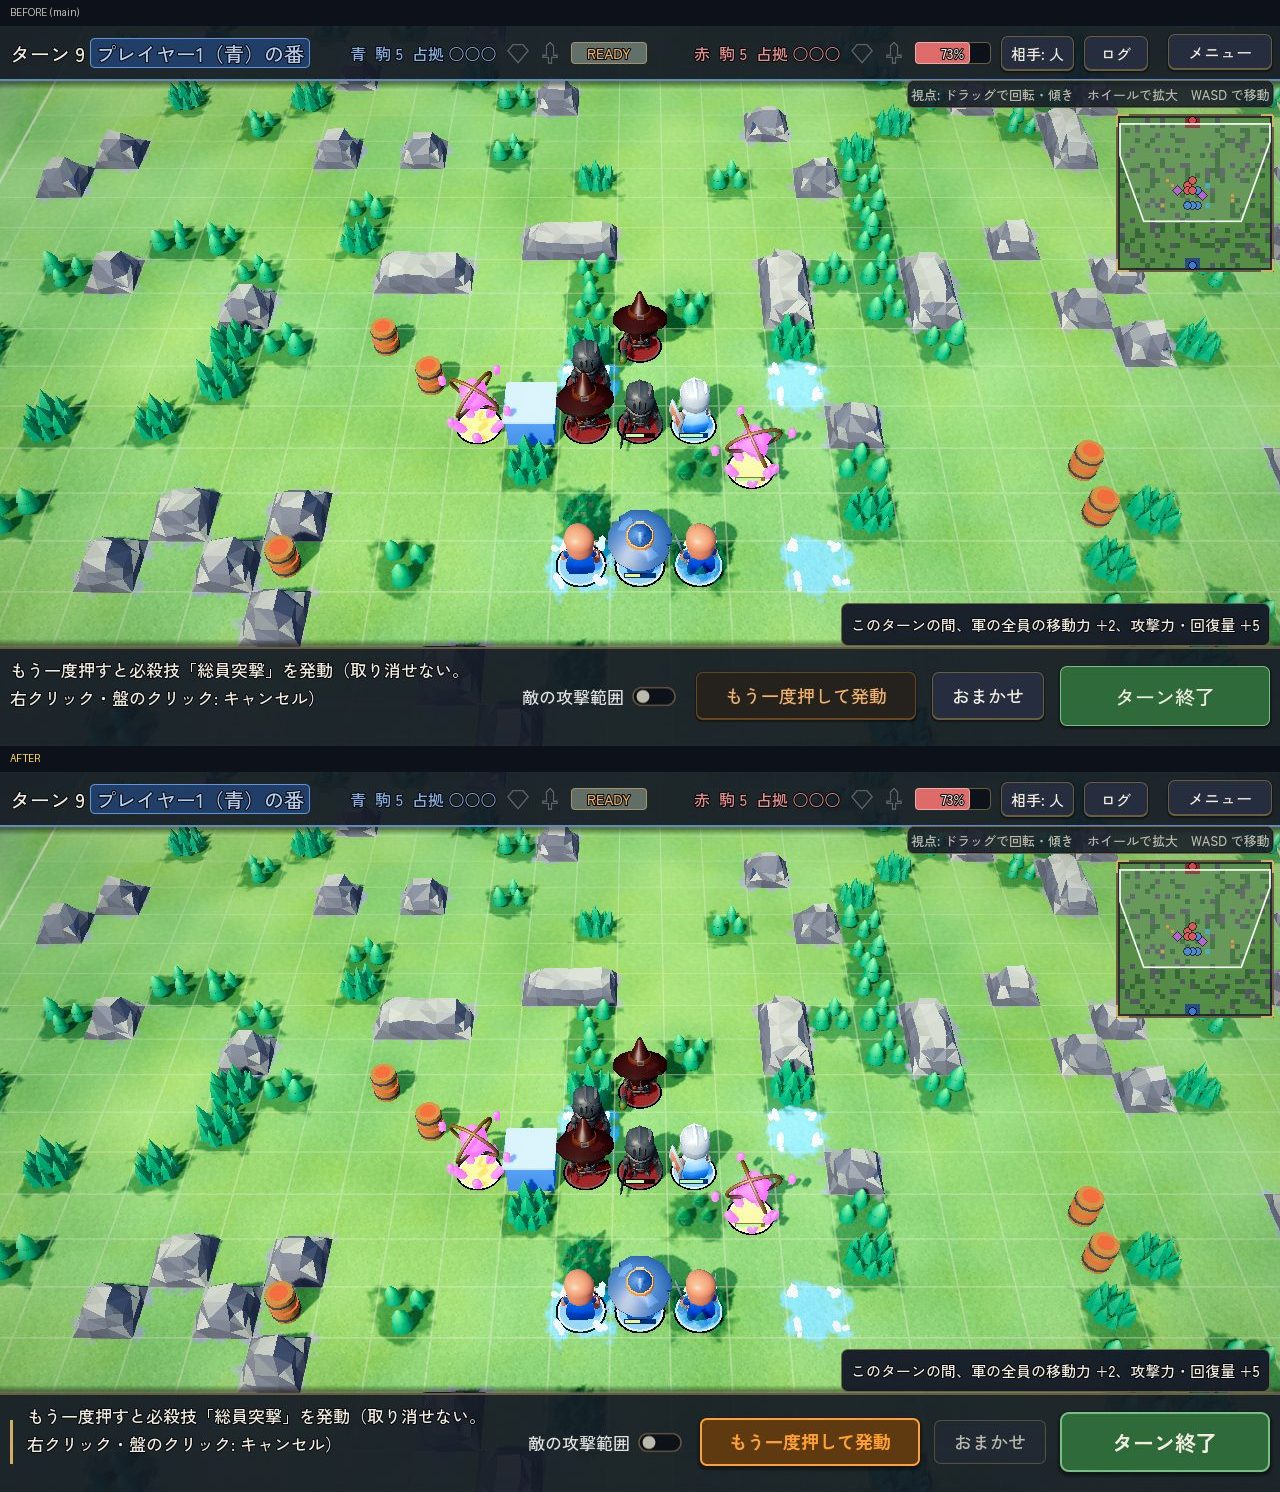 BEFORE (main)
ターン 9 プレイヤー1（青）の番 青 駒 5 占拠 〇〇〇 READY 赤 駒 5 占拠 〇〇〇 73% 相手: 人 ログ メニュー
視点: ドラッグで回転・傾き ホイールで拡大 WASD で移動
このターンの間、軍の全員の移動力 +2、攻撃力・回復量 +5
もう一度押すと必殺技「総員突撃」を発動（取り消せない。
右クリック・盤のクリック: キャンセル）
敵の攻撃範囲 もう一度押して発動 おまかせ ターン終了
AFTER
ターン 9 プレイヤー1（青）の番 青 駒 5 占拠 〇〇〇 READY 赤 駒 5 占拠 〇〇〇 73% 相手: 人 ログ メニュー
視点: ドラッグで回転・傾き ホイールで拡大 WASD で移動
このターンの間、軍の全員の移動力 +2、攻撃力・回復量 +5
もう一度押すと必殺技「総員突撃」を発動（取り消せない。
右クリック・盤のクリック: キャンセル）
敵の攻撃範囲 もう一度押して発動 おまかせ ターン終了